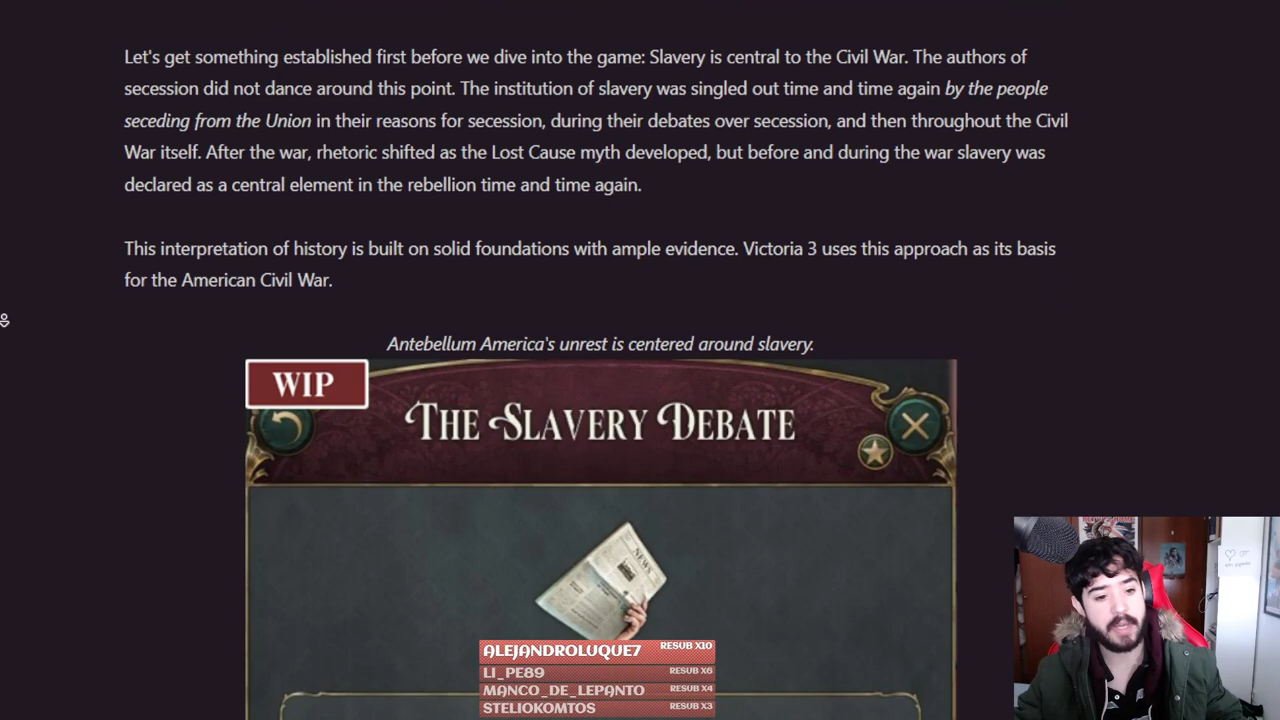 Let's get something established first before we dive into the game: Slavery is central to the Civil War. The authors of
secession did not dance around this point. The institution of slavery was singled out time and time again by the people
seceding from the Union in their reasons for secession, during their debates over secession, and then throughout the Civil
War itself. After the war, rhetoric shifted as the Lost Cause myth developed, but before and during the war slavery was
declared as a central element in the rebellion time and time again.
This interpretation of history is built on solid foundations with ample evidence. Victoria 3 uses this approach as its basis
for the American Civil War.
Antebellum America's unrest is centered around slavery.
WIP
THE SLAVERY DEBATE
NEWS
ALEJANDROLUQUE7 RESUB X10
LI_PE89 RESUB X6
MANCO_DE_LEPANTO RESUB X4
STELIOKOMTOS RESUB X3